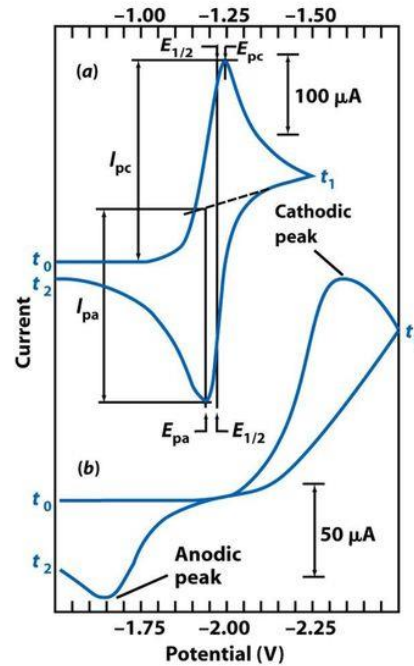 −1.00 −1.25 −1.50
E1/2 Epc
(a)
100 μA
Ipc
t1
Cathodic
peak
t0
t2
Ipa
Current
t
Epa E1/2
(b)
t0
50 μA
t2
Anodic
peak
−1.75 −2.00 −2.25
Potential (V)